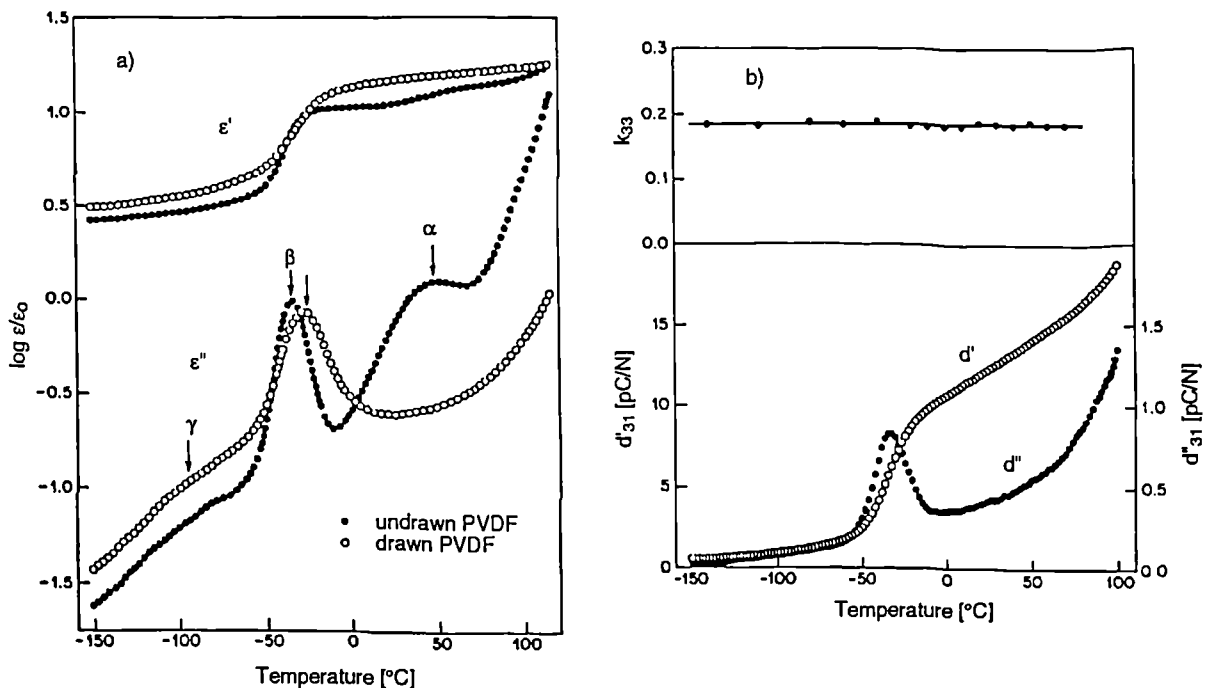 a)
1.5
1.0
0.5
0.0
−0.5
−1.0
−1.5
log ε/ε₀
ε'
β
α
ε"
γ
• undrawn PVDF
○ drawn PVDF
-150 -100 -50 0 50 100
Temperature [°C]
b)
0.3
0.2
0.1
0.0
k₃₃
15
10
5
0
d'₃₁ [pC/N]
d'
d"
1.5
1.0
0.5
0 0
d"₃₁ [pC/N]
-150 -100 -50 0 50 100
Temperature [°C]